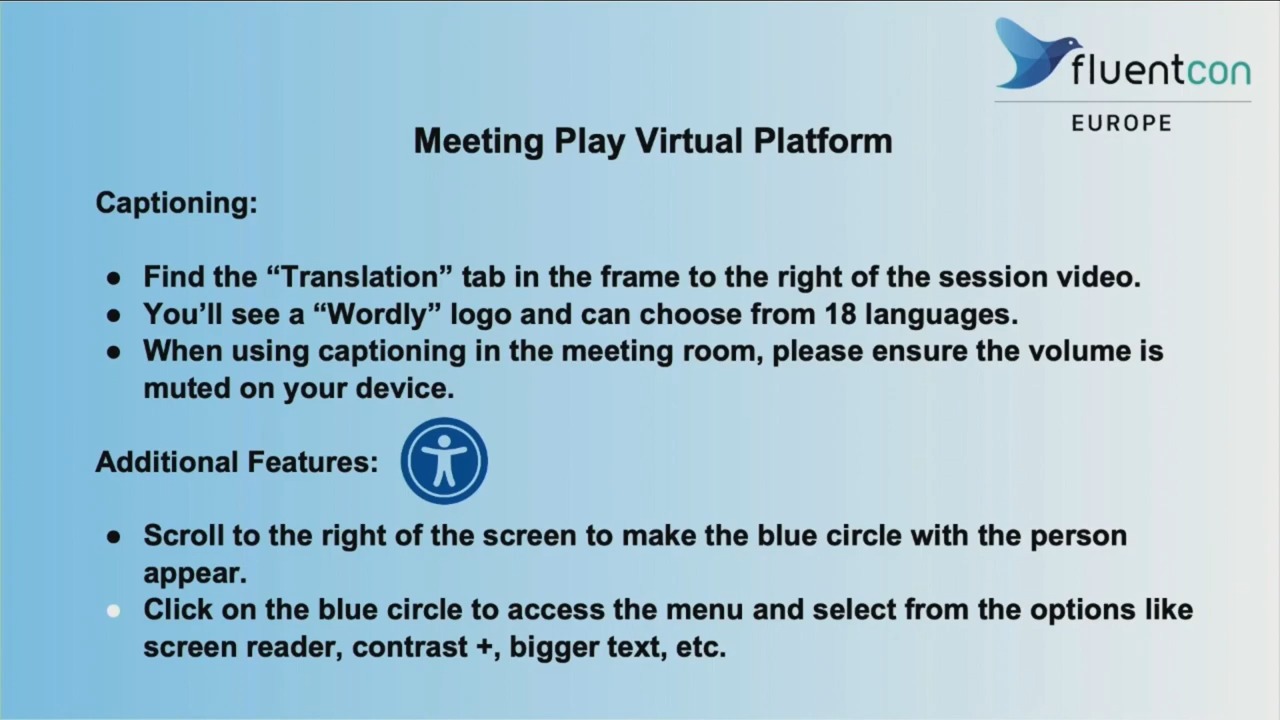 fluentcon
EUROPE
Meeting Play Virtual Platform
Captioning:
● Find the “Translation” tab in the frame to the right of the session video.
● You’ll see a “Wordly” logo and can choose from 18 languages.
● When using captioning in the meeting room, please ensure the volume is
muted on your device.
Additional Features:
● Scroll to the right of the screen to make the blue circle with the person
appear.
● Click on the blue circle to access the menu and select from the options like
screen reader, contrast +, bigger text, etc.